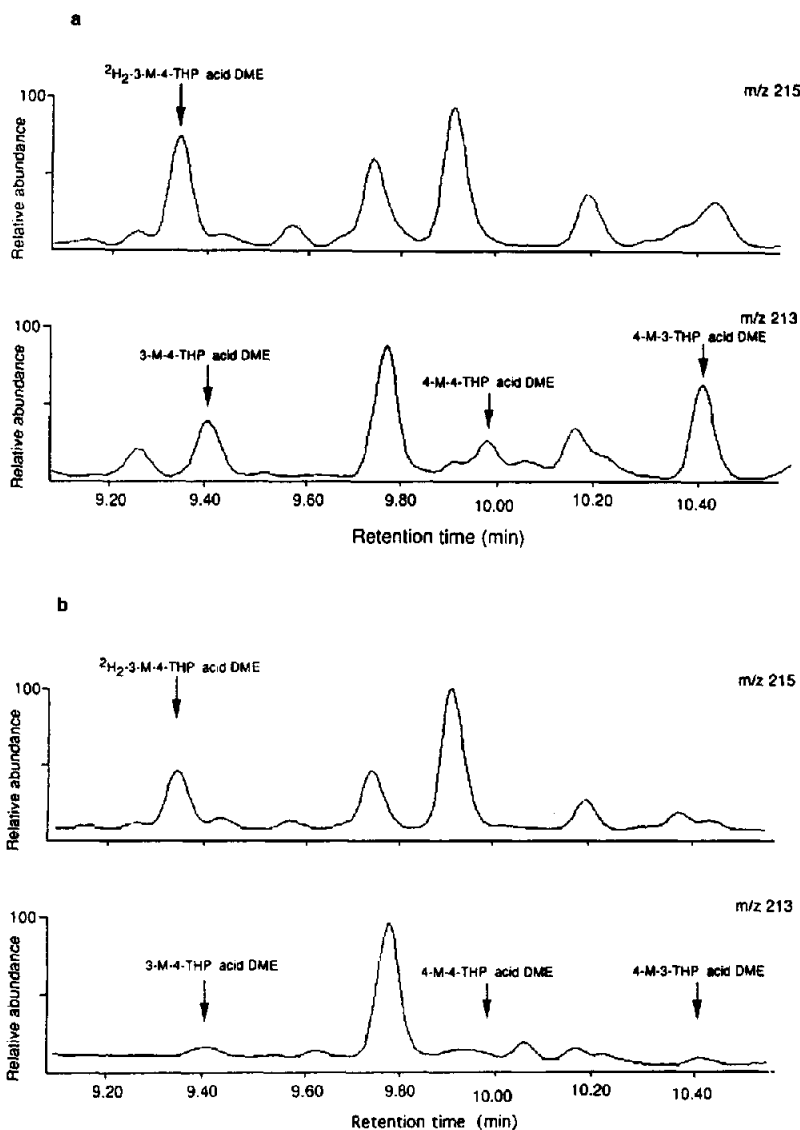 a
²H₂-3-M-4-THP acid DME
m/z 215
100
Relative abundance
m/z 213
100
4-M-3-THP acid DME
3-M-4-THP acid DME
4-M-4-THP acid DME
Relative abundance
9.20 9.40 9.60 9.80 10.00 10.20 10.40
Retention time (min)
b
²H₂-3-M-4-THP acid DME
m/z 215
100
Relative abundance
m/z 213
100
3-M-4-THP acid DME 4-M-4-THP acid DME 4-M-3-THP acid DME
Relative abundance
9.20 9.40 9.60 9.80 10.00 10.20 10.40
Retention time (min)